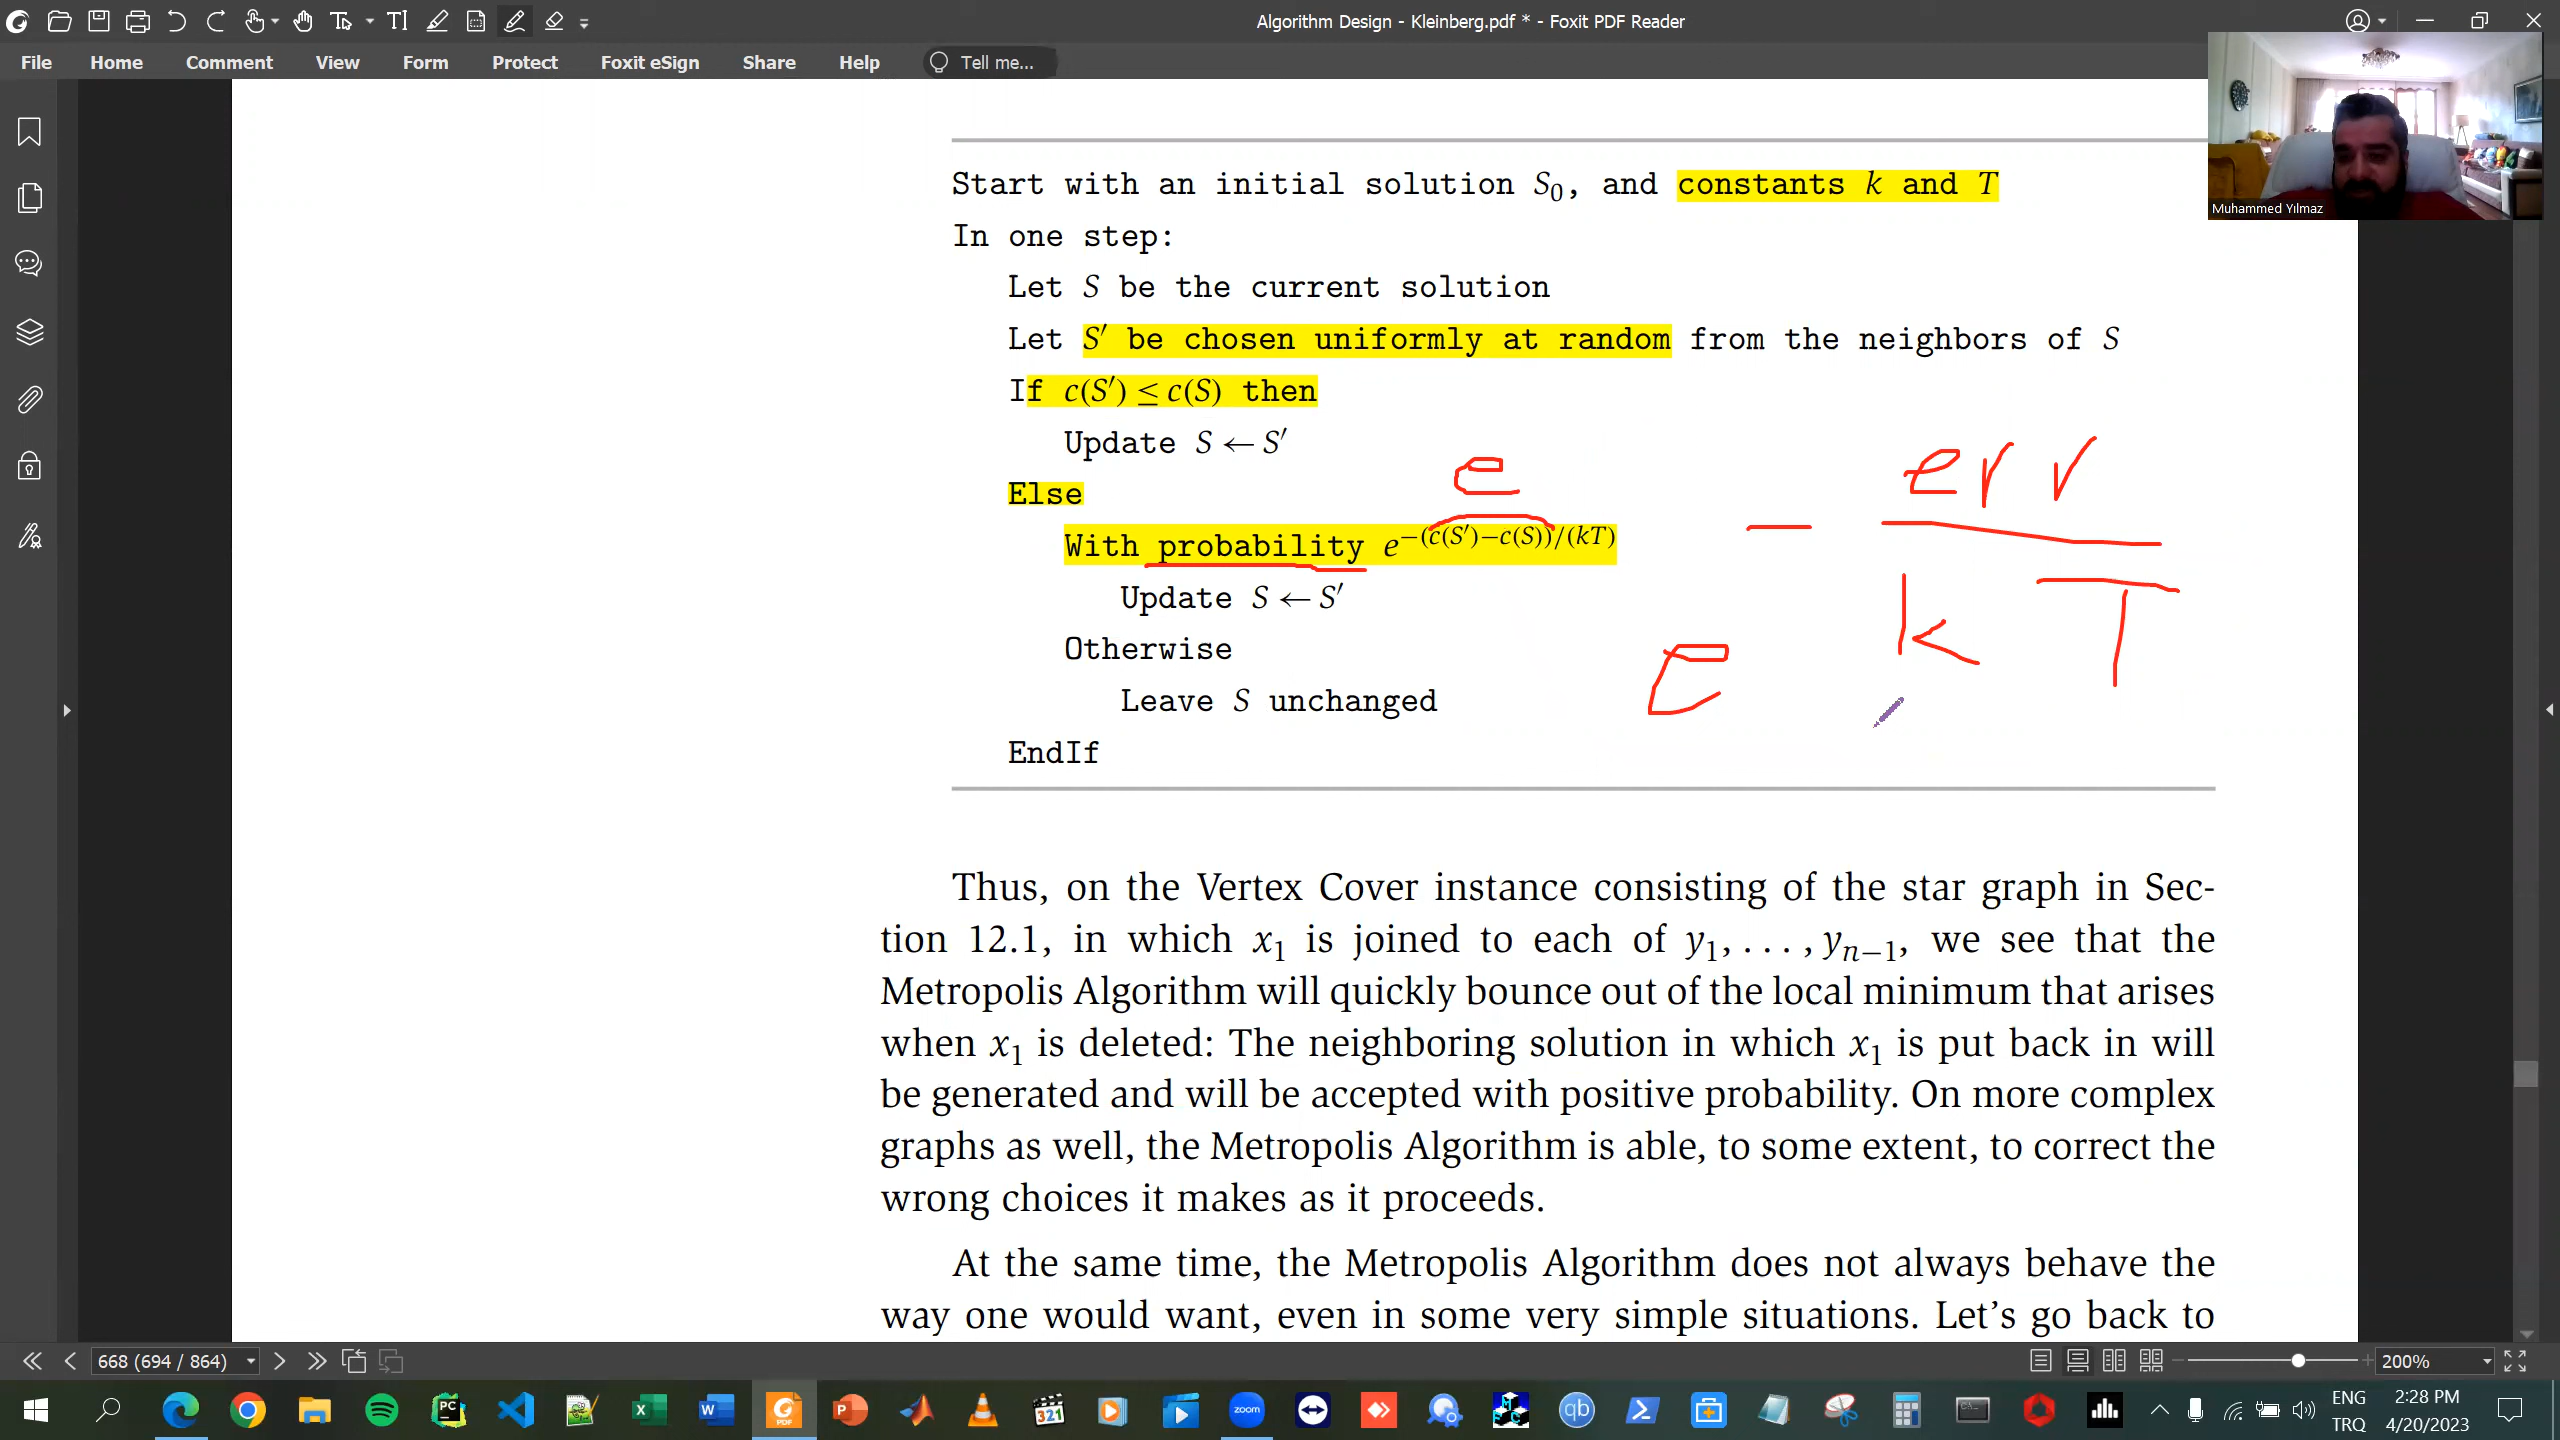 Algorithm Design - Kleinberg.pdf * - Foxit PDF Reader
File Home Comment View Form Protect Foxit eSign Share Help Tell me...
Muhammed Yılmaz
Start with an initial solution S0, and constants k and T
In one step:
Let S be the current solution
Let S′ be chosen uniformly at random from the neighbors of S
If c(S′) ≤ c(S) then
Update S ← S′
Else
With probability e^−(c(S′)−c(S))/(kT)
Update S ← S′
Otherwise
Leave S unchanged
EndIf
e
e
− err
k T
Thus, on the Vertex Cover instance consisting of the star graph in Sec-
tion 12.1, in which x1 is joined to each of y1, . . . , yn−1, we see that the
Metropolis Algorithm will quickly bounce out of the local minimum that arises
when x1 is deleted: The neighboring solution in which x1 is put back in will
be generated and will be accepted with positive probability. On more complex
graphs as well, the Metropolis Algorithm is able, to some extent, to correct the
wrong choices it makes as it proceeds.
At the same time, the Metropolis Algorithm does not always behave the
way one would want, even in some very simple situations. Let’s go back to
668 (694 / 864) 200%
ENG 2:28 PM
TRQ 4/20/2023